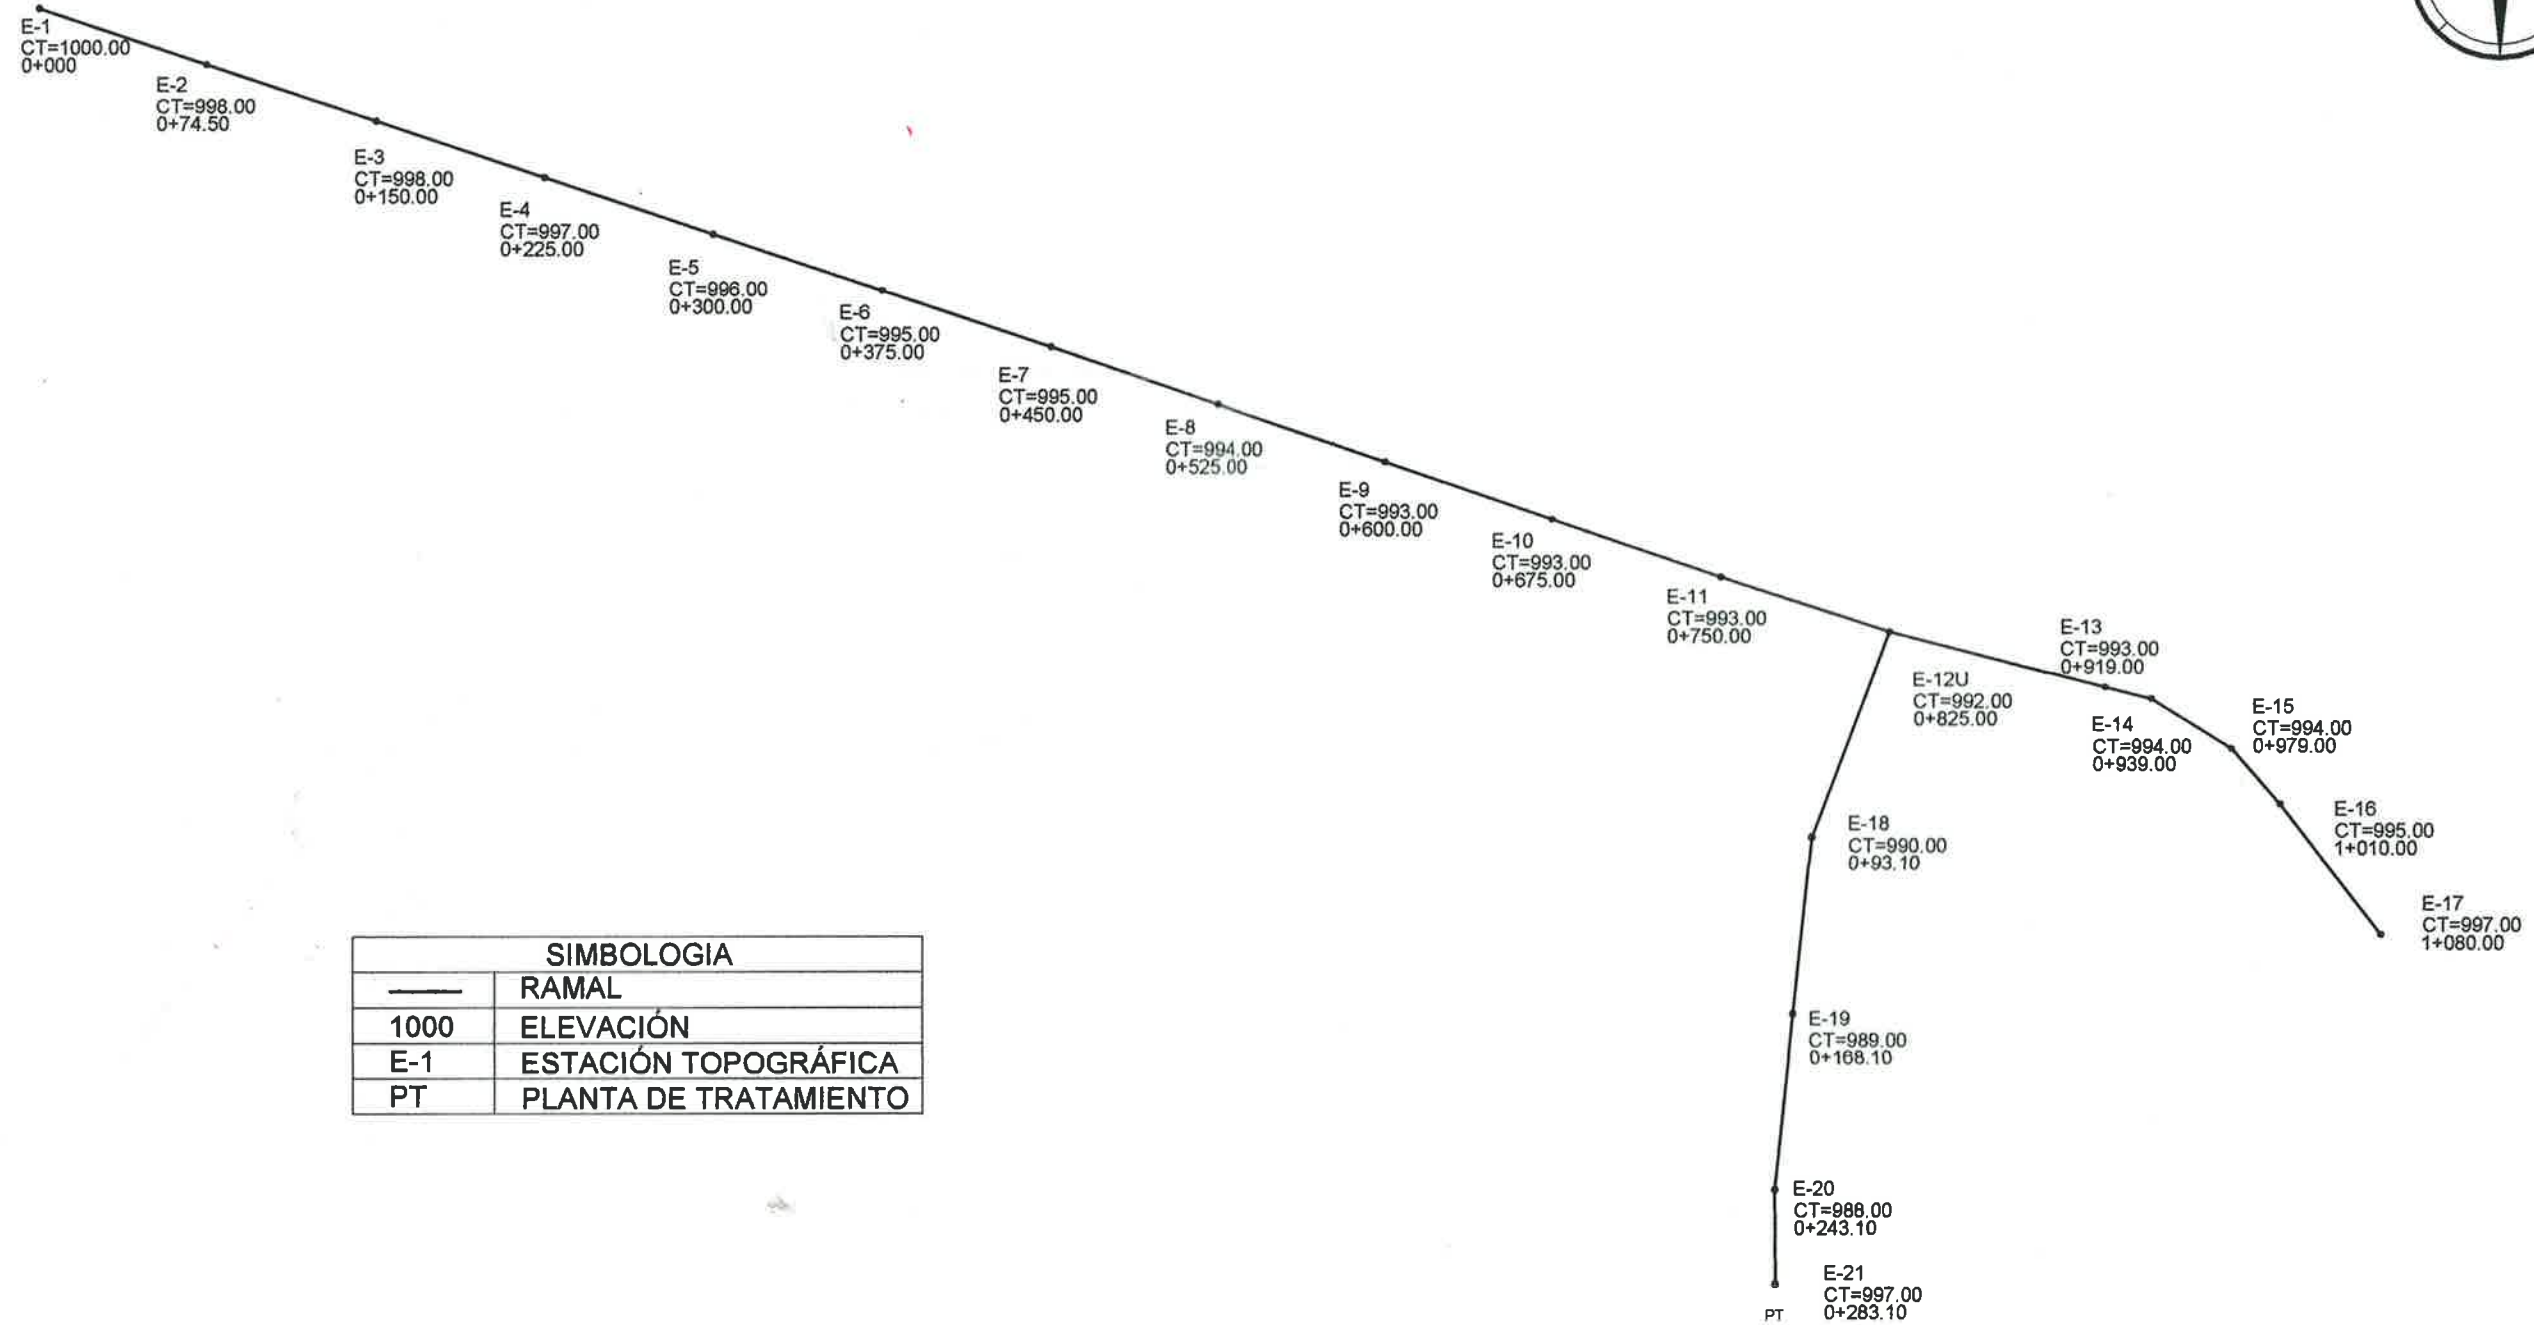 E-1
CT=1000.00
0+000
E-2
CT=998.00
0+74.50
E-3
CT=998.00
0+150.00
E-4
CT=997.00
0+225.00
E-5
CT=996.00
0+300.00
E-6
CT=995.00
0+375.00
E-7
CT=995.00
0+450.00
E-8
CT=994.00
0+525.00
E-9
CT=993.00
0+600.00
E-10
CT=993.00
0+675.00
E-11
CT=993.00
0+750.00
E-12U
CT=992.00
0+825.00
E-13
CT=993.00
0+919.00
E-14
CT=994.00
0+939.00
E-15
CT=994.00
0+979.00
E-16
CT=995.00
1+010.00
E-17
CT=997.00
1+080.00
E-18
CT=990.00
0+93.10
E-19
CT=989.00
0+168.10
E-20
CT=988.00
0+243.10
E-21
CT=997.00
0+283.10
PT
SIMBOLOGIA
RAMAL
1000 ELEVACIÓN
E-1 ESTACIÓN TOPOGRÁFICA
PT PLANTA DE TRATAMIENTO